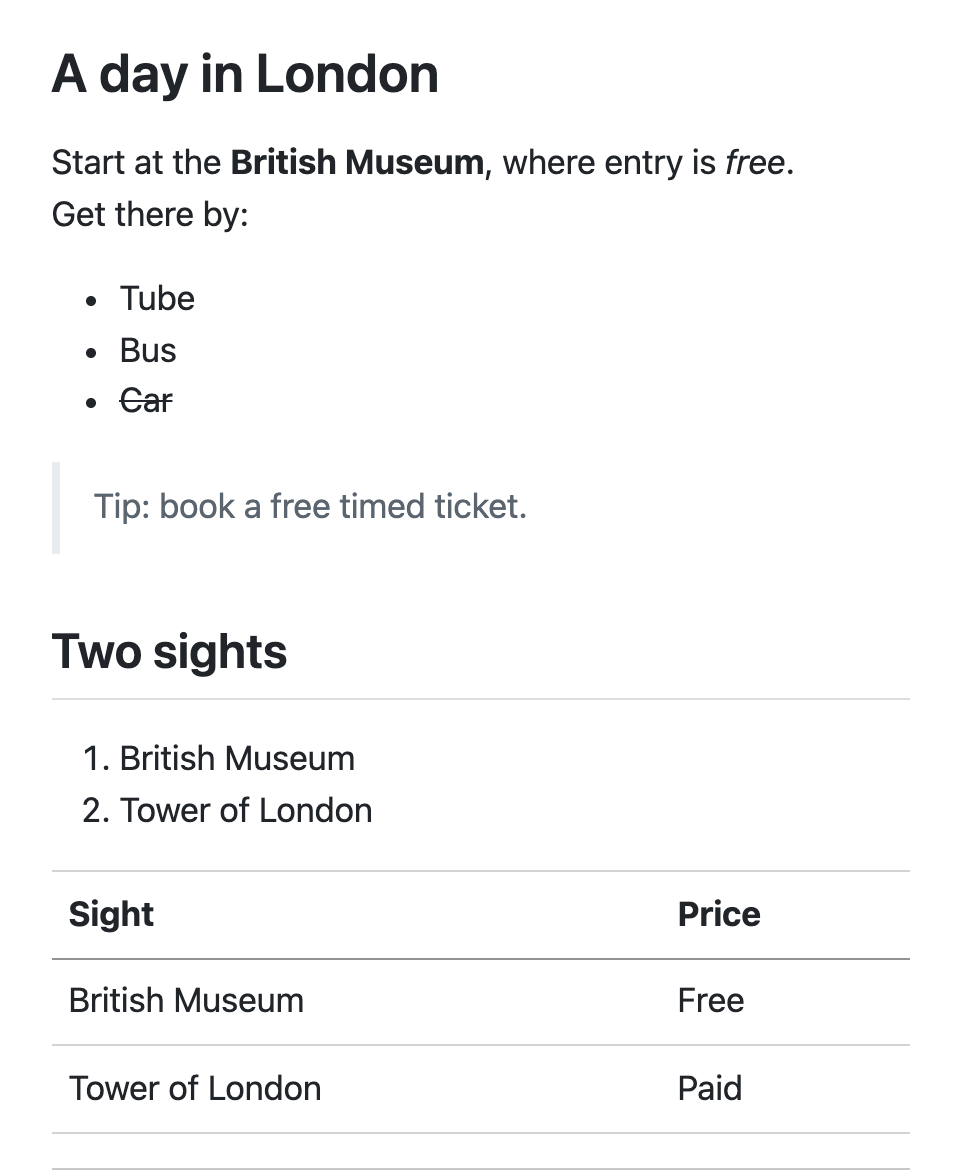 A day in London
Start at the British Museum, where entry is free.
Get there by:
• Tube
• Bus
• Car
Tip: book a free timed ticket.
Two sights
1. British Museum
2. Tower of London
Sight Price
British Museum Free
Tower of London Paid